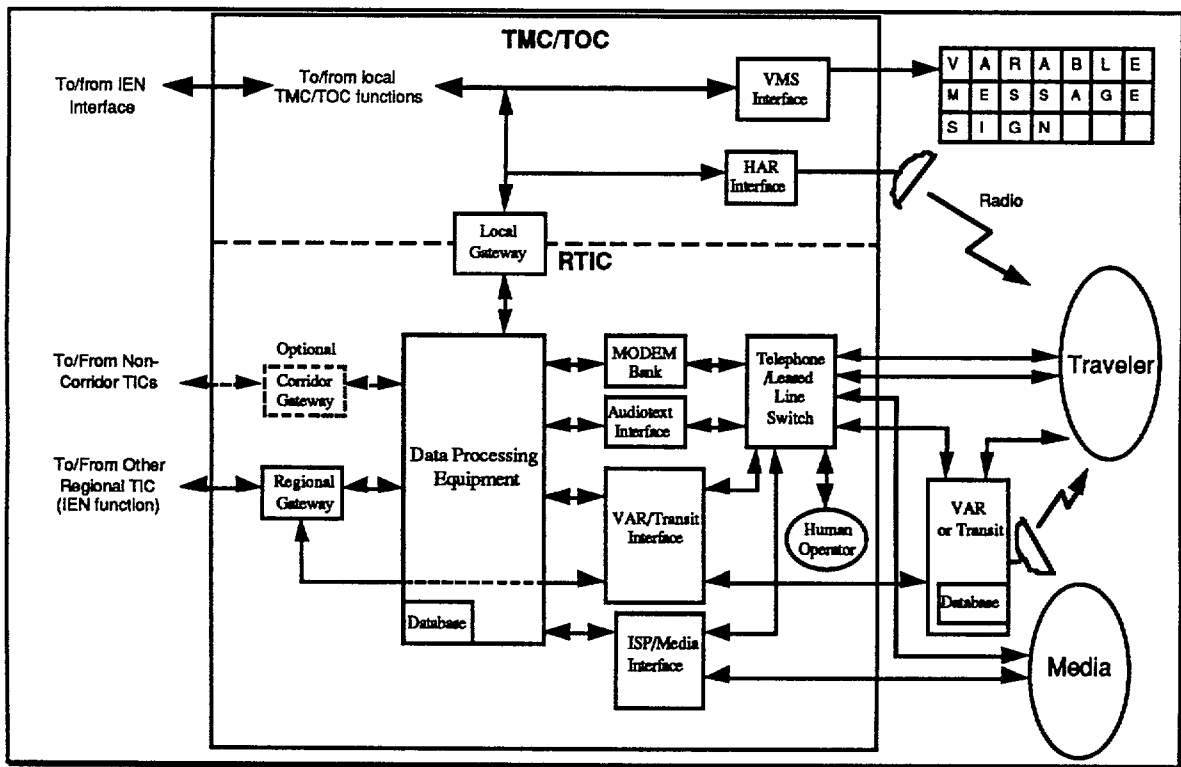 TMC/TOC
To/from IEN
Interface
To/from local
TMC/TOC functions
VMS
Interface
V A R A B L E
M E S S A G E
S I G N
HAR
Interface
Radio
Local
Gateway
RTIC
To/From Non-
Corridor TICs
Optional
Corridor
Gateway
MODEM
Bank
Telephone
/Leased
Line
Switch
Traveler
Audiotext
Interface
Data Processing
Equipment
To/From Other
Regional TIC
(IEN function)
Regional
Gateway
VAR/Transit
Interface
Human
Operator
VAR
or Transit
Database
Database
ISP/Media
Interface
Media